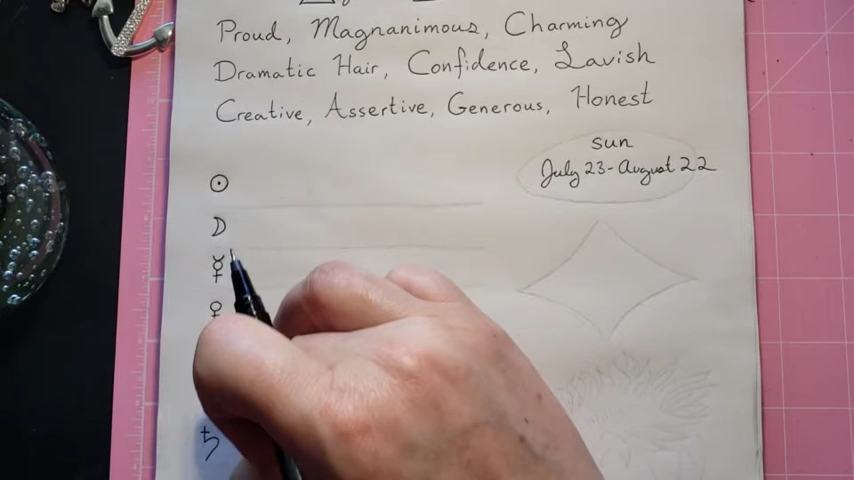 Proud, Magnanimous, Charming
Dramatic Hair, Confidence, Lavish
Creative, Assertive, Generous, Honest
sun
July 23-August 22
☉
☽
☿
♀
♄